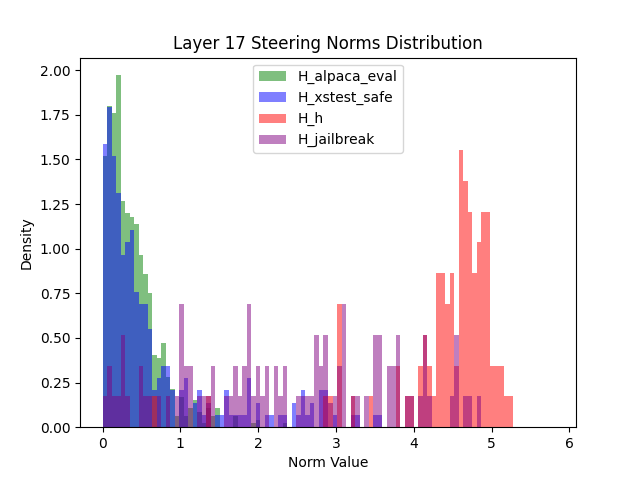 Layer 17 Steering Norms Distribution
H_alpaca_eval
H_xstest_safe
H_h
H_jailbreak
Density
2.00
1.75
1.50
1.25
1.00
0.75
0.50
0.25
0.00
0 1 2 3 4 5 6
Norm Value